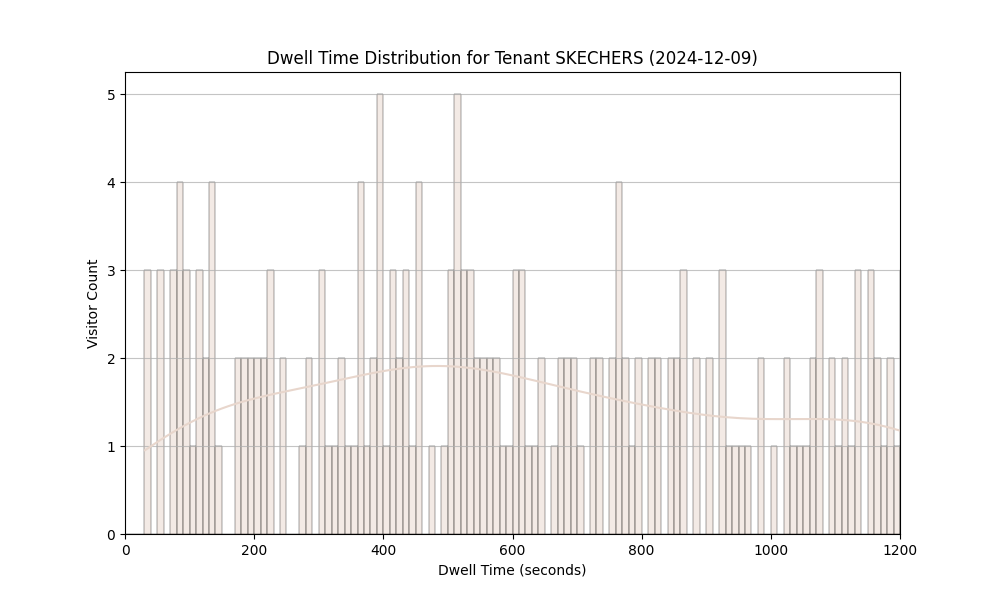 Dwell Time Distribution for Tenant SKECHERS (2024-12-09)
5
4
3
2
1
0
Visitor Count
0 200 400 600 800 1000 1200
Dwell Time (seconds)